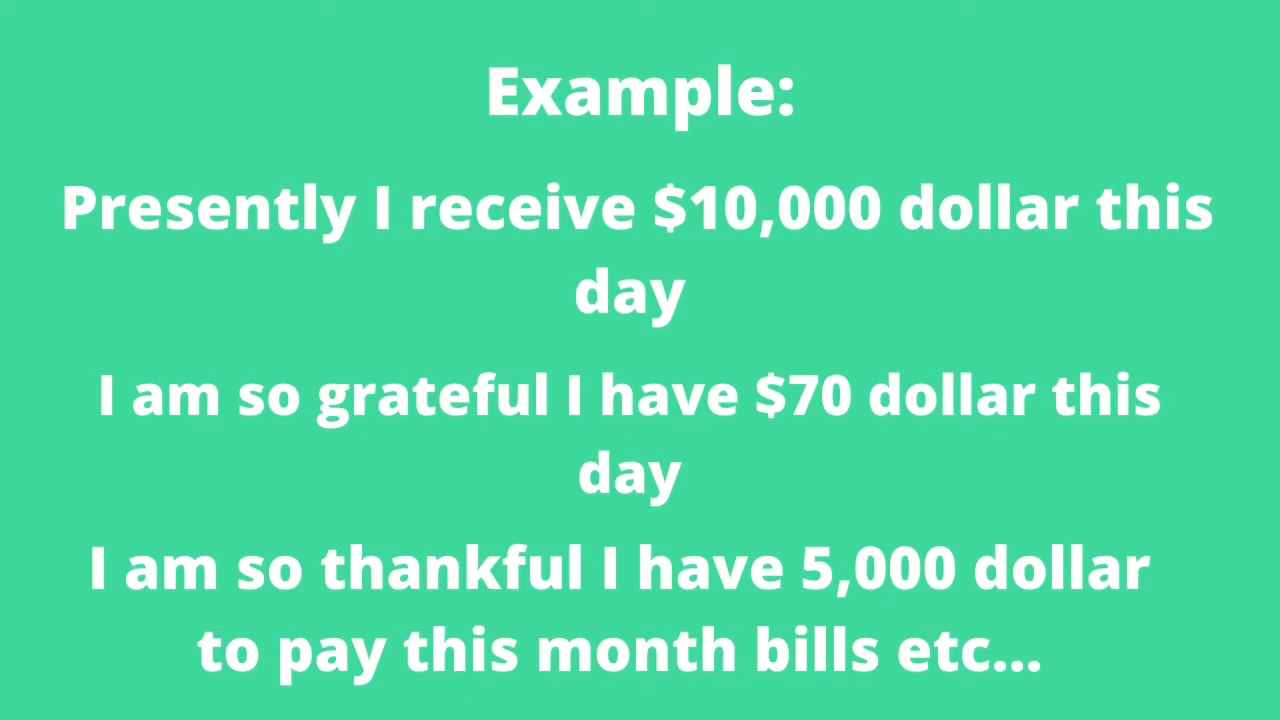 Example:
Presently I receive $10,000 dollar this
day
I am so grateful I have $70 dollar this
day
I am so thankful I have 5,000 dollar
to pay this month bills etc...